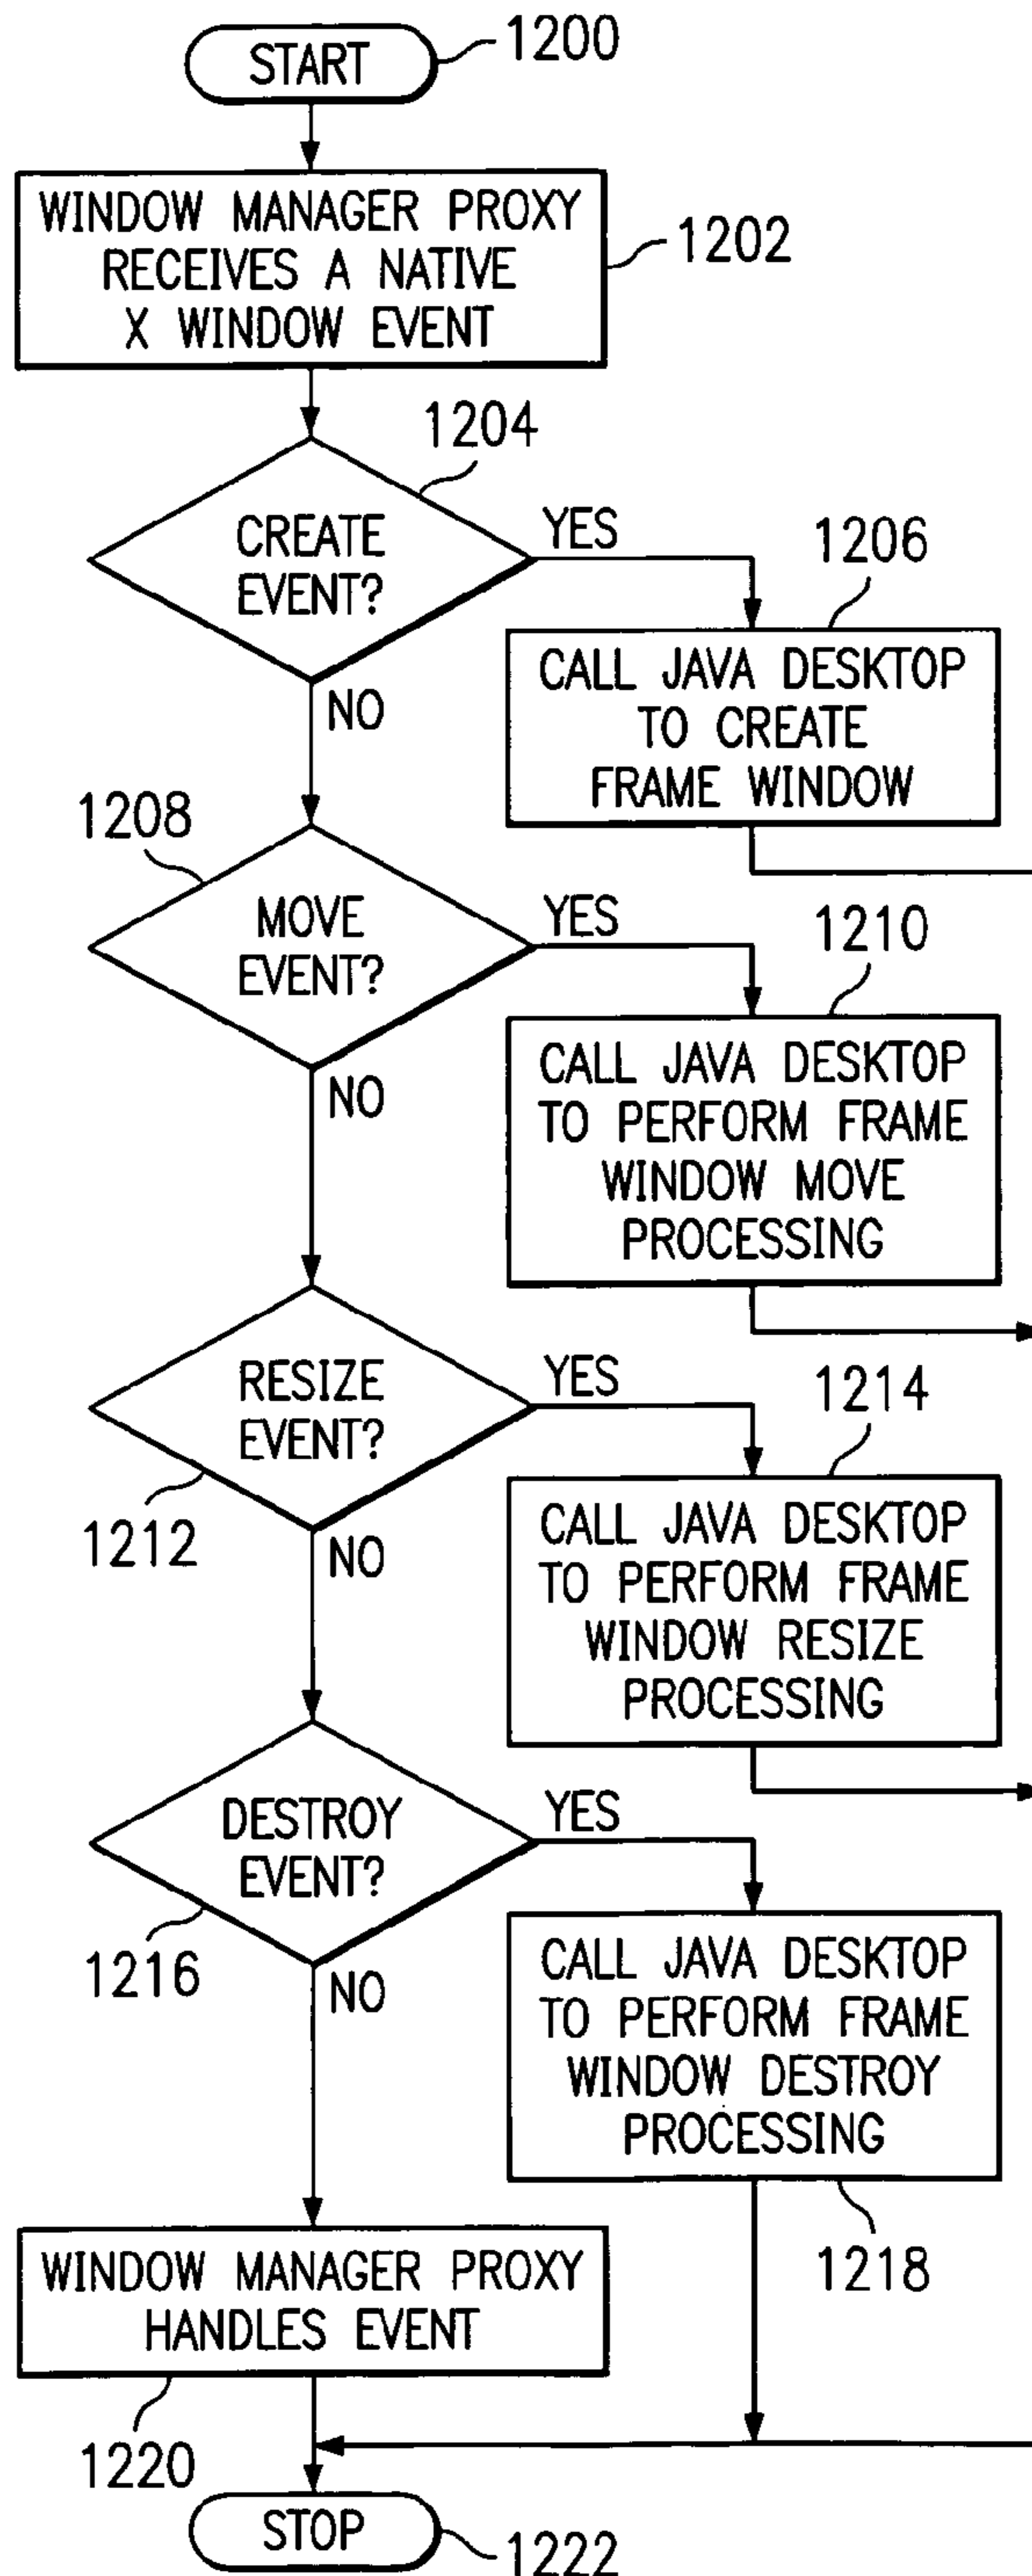 START
1200
WINDOW MANAGER PROXY
RECEIVES A NATIVE
X WINDOW EVENT
1202
1204
CREATE
EVENT?
YES
NO
1206
CALL JAVA DESKTOP
TO CREATE
FRAME WINDOW
1208
MOVE
EVENT?
YES
NO
1210
CALL JAVA DESKTOP
TO PERFORM FRAME
WINDOW MOVE
PROCESSING
RESIZE
EVENT?
YES
1212
NO
1214
CALL JAVA DESKTOP
TO PERFORM FRAME
WINDOW RESIZE
PROCESSING
DESTROY
EVENT?
YES
1216
NO
CALL JAVA DESKTOP
TO PERFORM FRAME
WINDOW DESTROY
PROCESSING
1218
WINDOW MANAGER PROXY
HANDLES EVENT
1220
STOP
1222